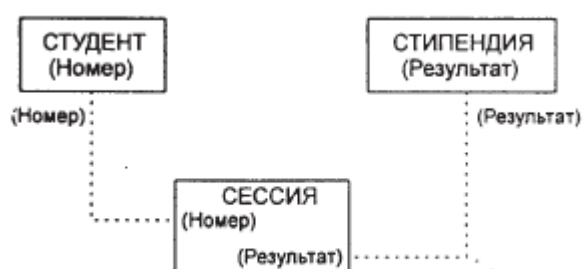 СТУДЕНТ
(Номер)
СТИПЕНДИЯ
(Результат)
(Номер)
(Результат)
СЕССИЯ
(Номер)
(Результат)